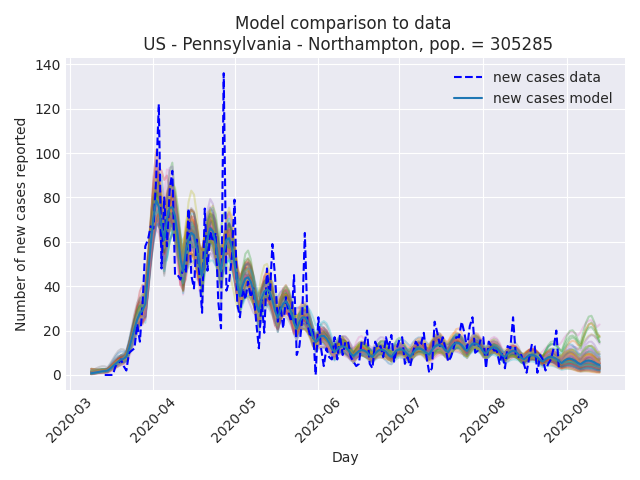 Model comparison to data
US - Pennsylvania - Northampton, pop. = 305285
new cases data
new cases model
Number of new cases reported
140
120
100
80
60
40
20
0
2020-03
2020-04
2020-05
2020-06
2020-07
2020-08
2020-09
Day